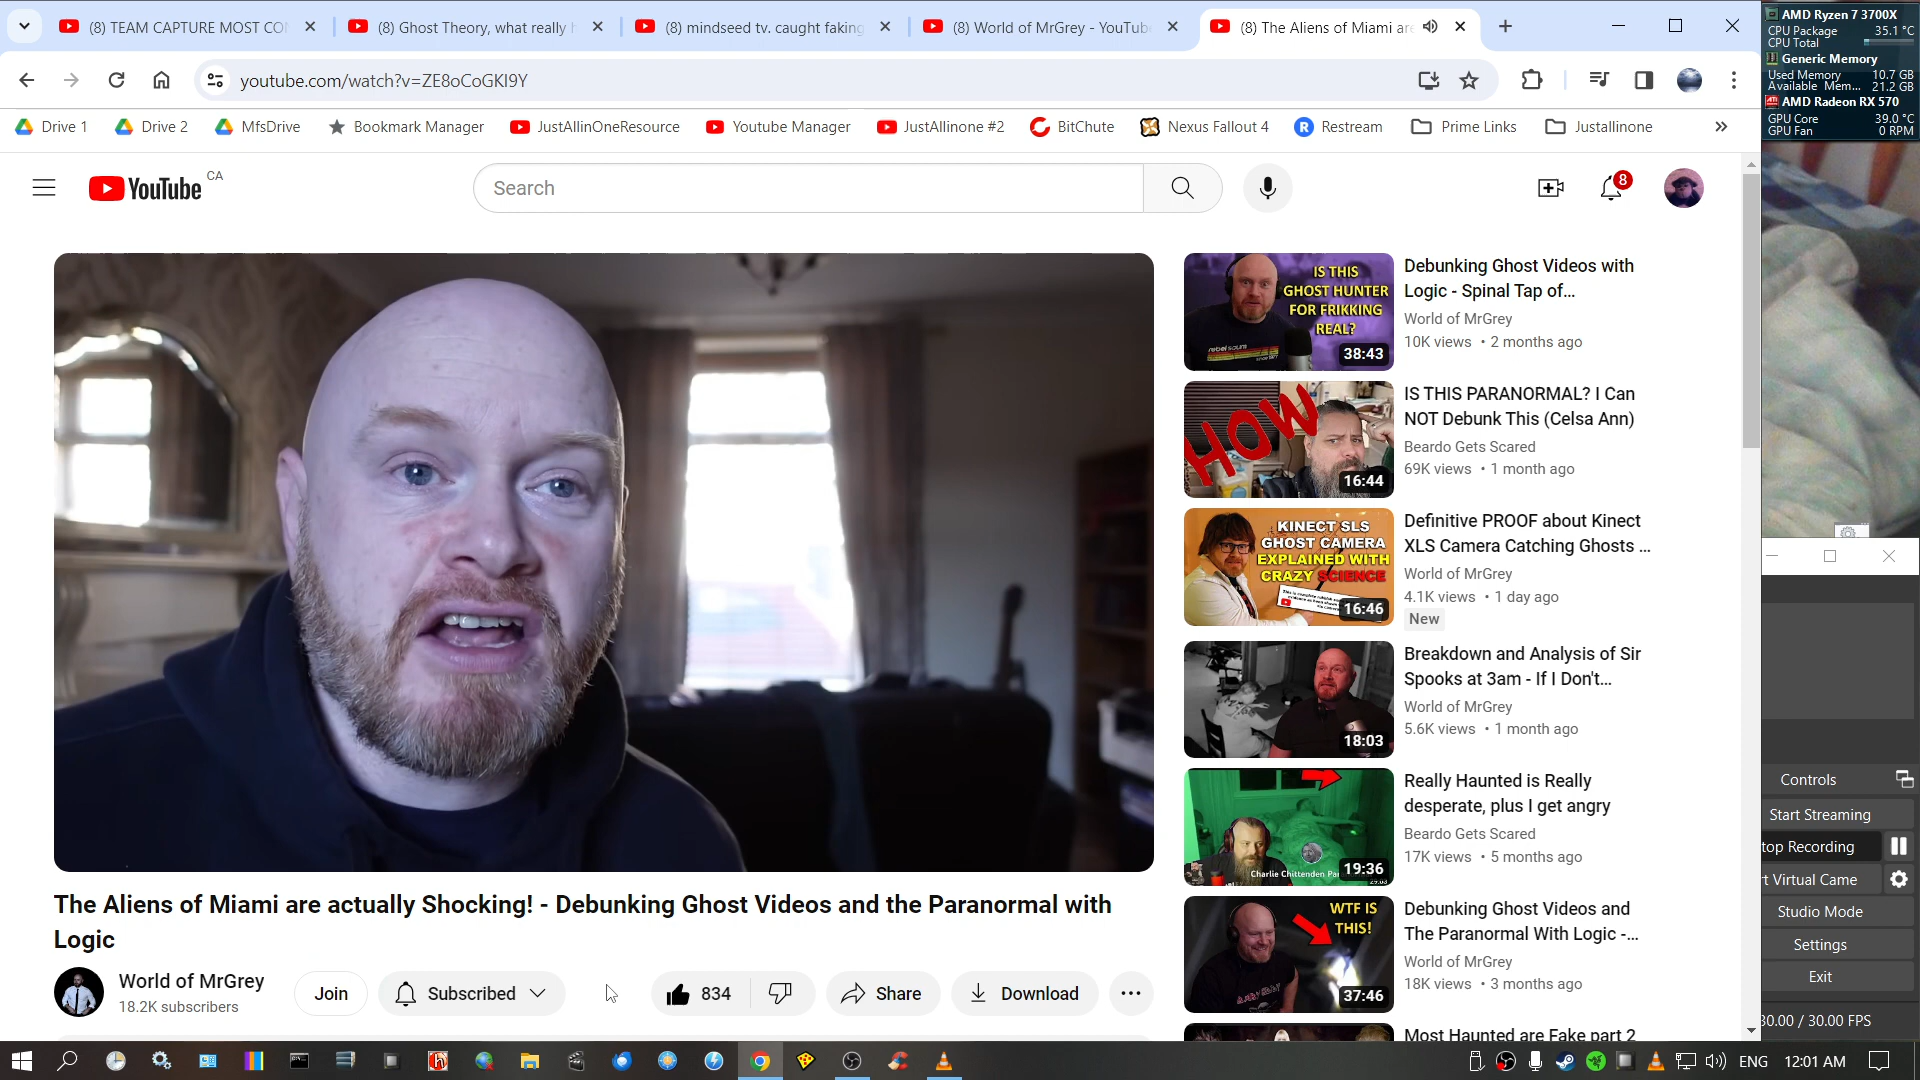 (8) TEAM CAPTURE MOST CO
(8) Ghost Theory, what really
(8) mindseed tv. caught faking
(8) World of MrGrey - YouTube
(8) The Aliens of Miami are
youtube.com/watch?v=ZE8oCoGKI9Y
Drive 1
Drive 2
MfsDrive
Bookmark Manager
JustAllinOneResource
Youtube Manager
JustAllinone #2
BitChute
Nexus Fallout 4
Restream
Prime Links
Justallinone
AMD Ryzen 7 3700X
CPU Package 35.1 °C
CPU Total
Generic Memory
Used Memory 10.7 GB
Available Mem... 21.2 GB
AMD Radeon RX 570
GPU Core 39.0 °C
GPU Fan 0 RPM
YouTube CA
Search
8
The Aliens of Miami are actually Shocking! - Debunking Ghost Videos and the Paranormal with
Logic
World of MrGrey
18.2K subscribers
Join
Subscribed
834
Share
Download
IS THIS
GHOST HUNTER
FOR FRIKKING
REAL?
38:43
Debunking Ghost Videos with
Logic - Spinal Tap of...
World of MrGrey
10K views • 2 months ago
HOW
16:44
IS THIS PARANORMAL? I Can
NOT Debunk This (Celsa Ann)
Beardo Gets Scared
69K views • 1 month ago
KINECT SLS
GHOST CAMERA
EXPLAINED WITH
CRAZY SCIENCE
16:46
Definitive PROOF about Kinect
XLS Camera Catching Ghosts ...
World of MrGrey
4.1K views • 1 day ago
New
18:03
Breakdown and Analysis of Sir
Spooks at 3am - If I Don't...
World of MrGrey
5.6K views • 1 month ago
Charlie Chittenden Pa
19:36
Really Haunted is Really
desperate, plus I get angry
Beardo Gets Scared
17K views • 5 months ago
WTF IS
THIS!
37:46
Debunking Ghost Videos and
The Paranormal With Logic -...
World of MrGrey
18K views • 3 months ago
Most Haunted are Fake part 2
Controls
Start Streaming
top Recording
t Virtual Came
Studio Mode
Settings
Exit
30.00 / 30.00 FPS
ENG
12:01 AM